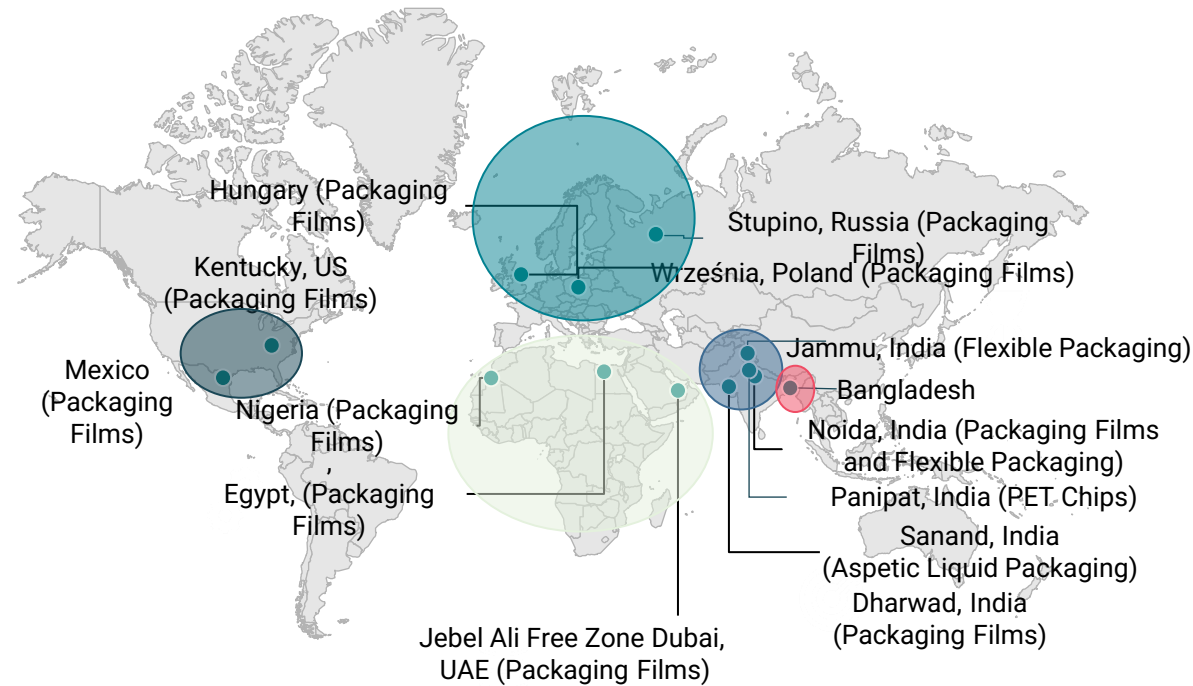 Hungary (Packaging
Films)
Stupino, Russia (Packaging
Films)
Kentucky, US
(Packaging Films)
Września, Poland (Packaging Films)
Mexico
(Packaging
Films)
Jammu, India (Flexible Packaging)
Bangladesh
Nigeria (Packaging
Films)
,
Egypt, (Packaging
Films)
Noida, India (Packaging Films
and Flexible Packaging)
Panipat, India (PET Chips)
Sanand, India
(Aspetic Liquid Packaging)
Dharwad, India
(Packaging Films)
Jebel Ali Free Zone Dubai,
UAE (Packaging Films)